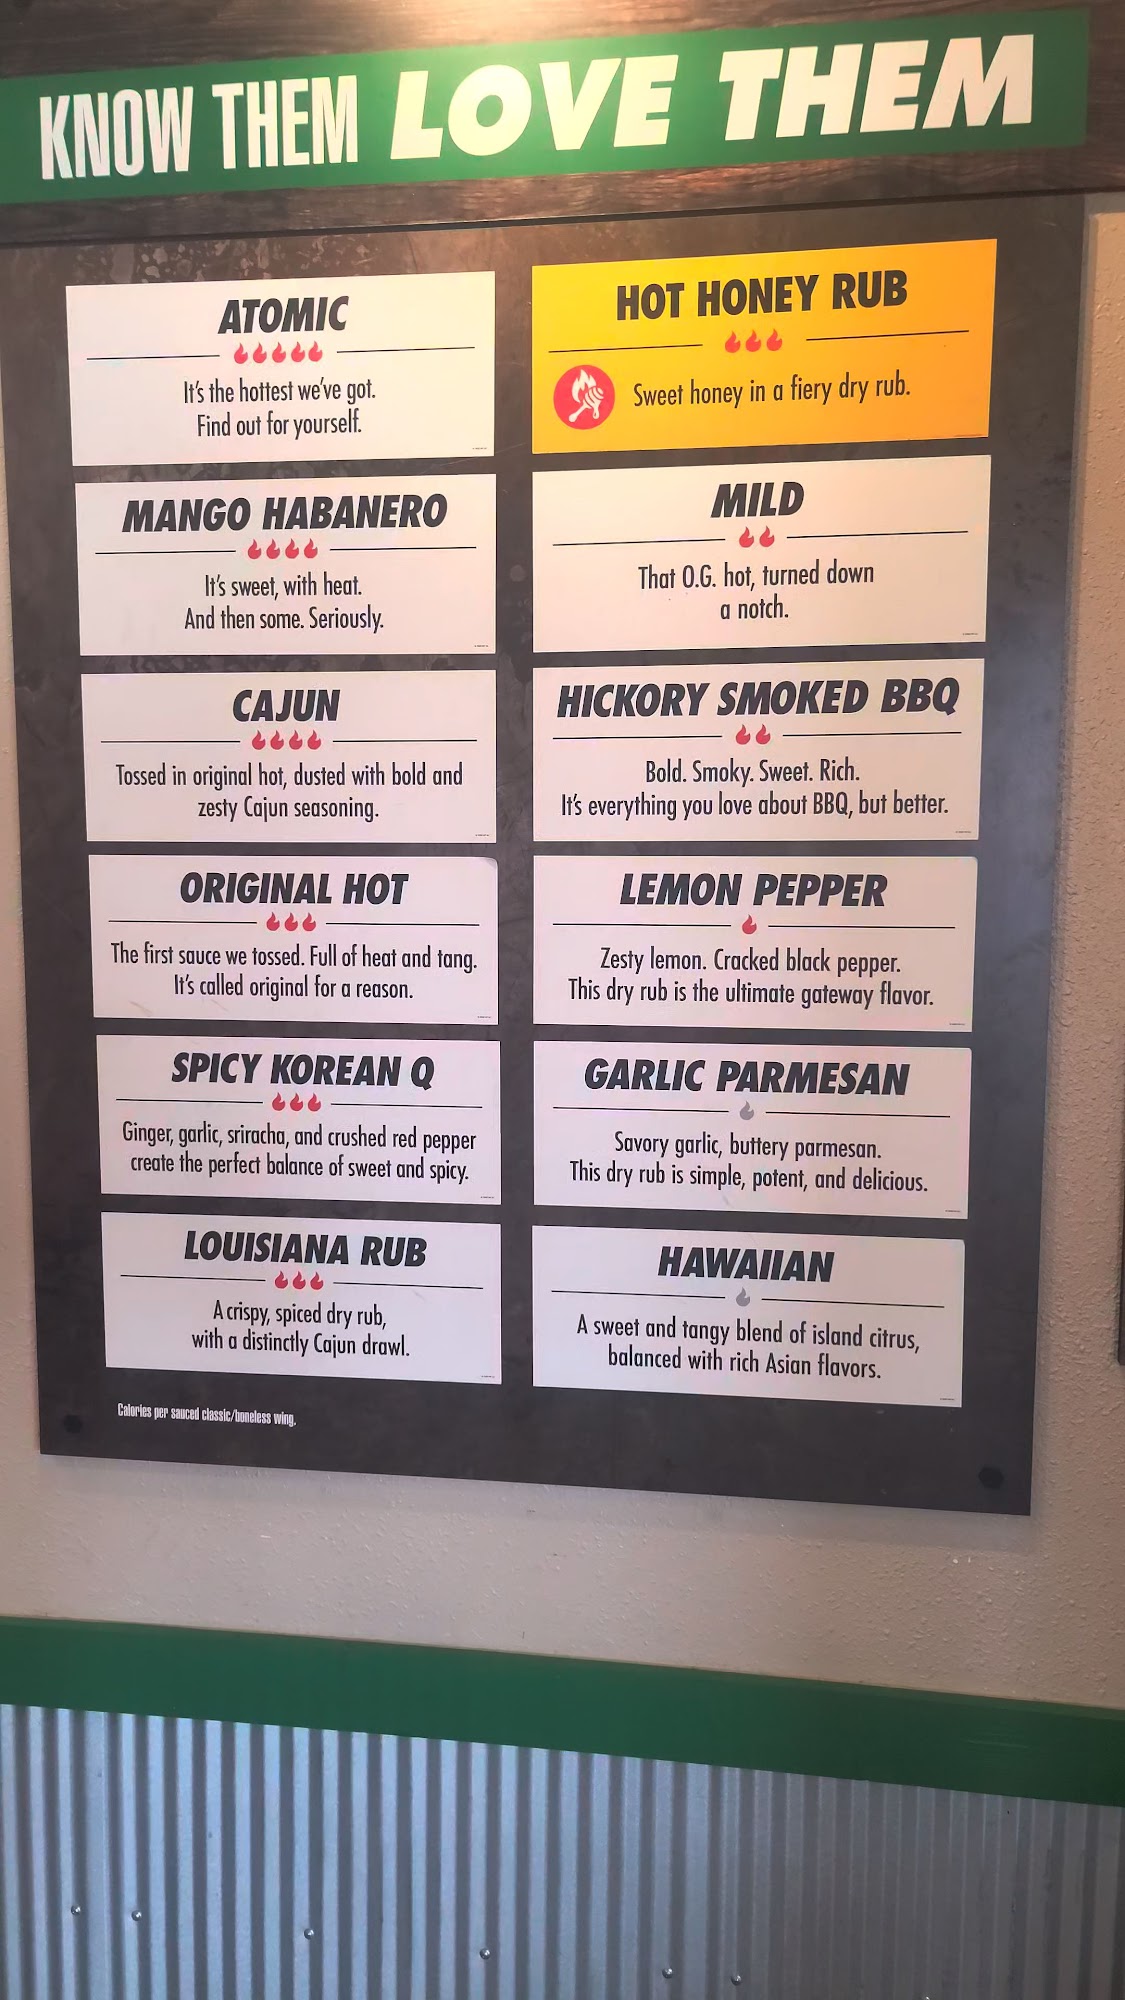 KNOW THEM LOVE THEM
ATOMIC
It's the hottest we've got.
Find out for yourself.
MANGO HABANERO
It's sweet, with heat.
And then some. Seriously.
CAJUN
Tossed in original hot, dusted with bold and
zesty Cajun seasoning.
ORIGINAL HOT
The first sauce we tossed. Full of heat and tang.
It's called original for a reason.
SPICY KOREAN Q
Ginger, garlic, sriracha, and crushed red pepper
create the perfect balance of sweet and spicy.
LOUISIANA RUB
A crispy, spiced dry rub,
with a distinctly Cajun drawl.
Calories per sauced classic/boneless wing.
HOT HONEY RUB
Sweet honey in a fiery dry rub.
MILD
That O.G. hot, turned down
a notch.
HICKORY SMOKED BBQ
Bold. Smoky. Sweet. Rich.
It's everything you love about BBQ, but better.
LEMON PEPPER
Zesty lemon. Cracked black pepper.
This dry rub is the ultimate gateway flavor.
GARLIC PARMESAN
Savory garlic, buttery parmesan.
This dry rub is simple, potent, and delicious.
HAWAIIAN
A sweet and tangy blend of island citrus,
balanced with rich Asian flavors.